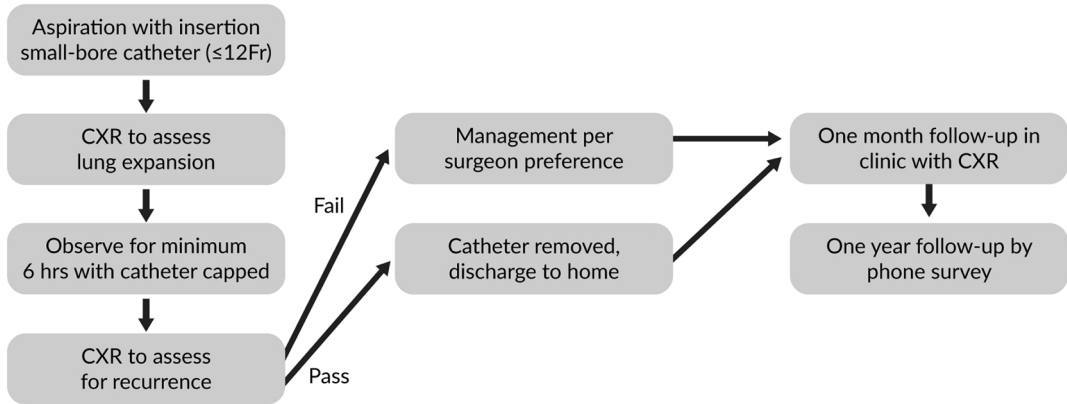 Aspiration with insertion
small-bore catheter (≤12Fr)
CXR to assess
lung expansion
Observe for minimum
6 hrs with catheter capped
CXR to assess
for recurrence
Fail
Pass
Management per
surgeon preference
Catheter removed,
discharge to home
One month follow-up in
clinic with CXR
One year follow-up by
phone survey